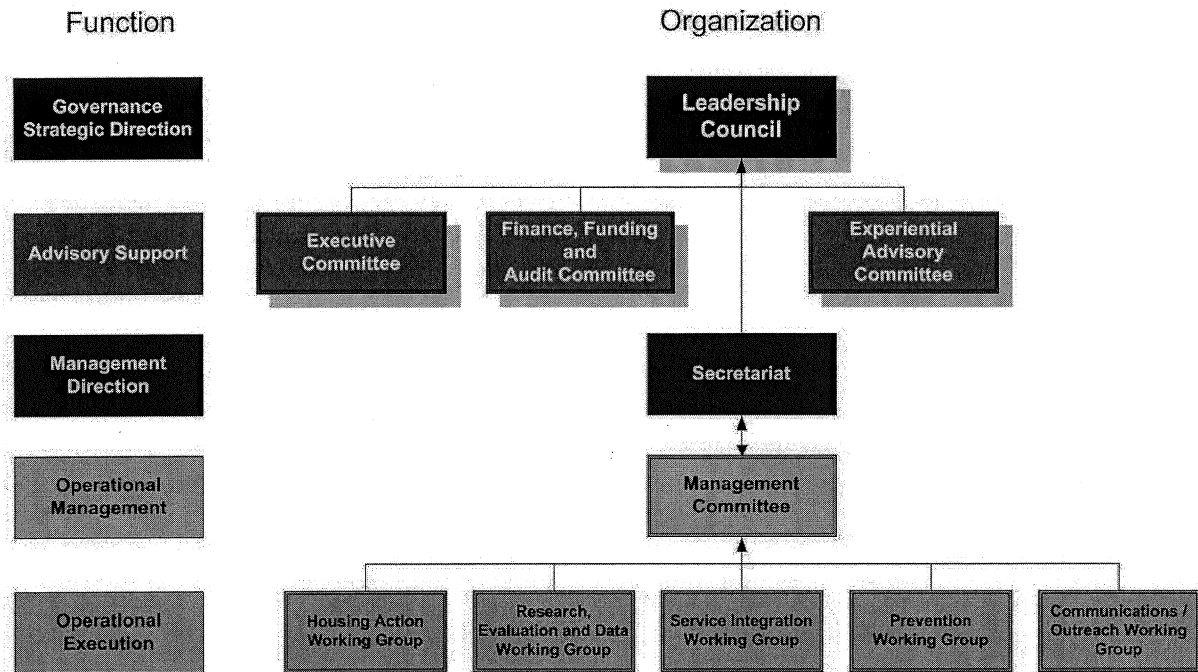 Function
Organization
Governance
Strategic Direction
Leadership
Council
Advisory Support
Executive
Committee
Finance, Funding
and
Audit Committee
Experiential
Advisory
Committee
Management
Direction
Secretariat
Operational
Management
Management
Committee
Operational
Execution
Housing Action
Working Group
Research,
Evaluation and Data
Working Group
Service Integration
Working Group
Prevention
Working Group
Communications /
Outreach Working
Group